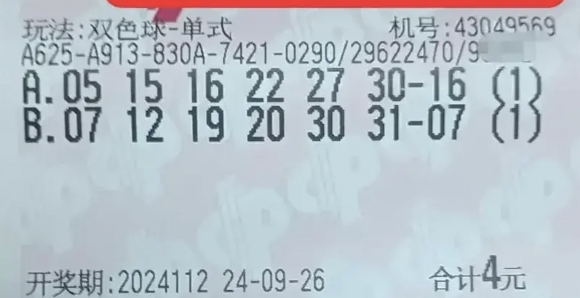 玩法:双色球-单式 机号:43049569
A625-A913-830A-7421-0290/29622470/9
A.05 15 16 22 27 30-16 (1)
B.07 12 19 20 30 31-07 (1)
开奖期:2024112 24-09-26 合计4元